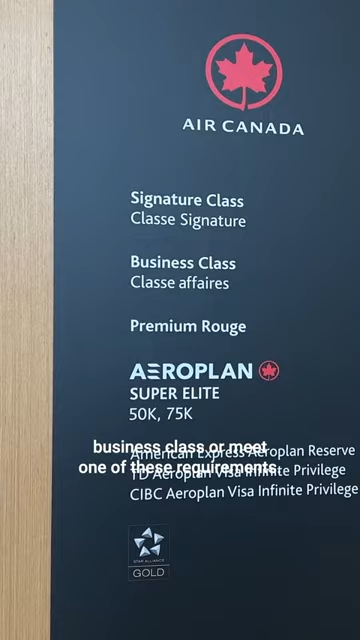 AIR CANADA
Signature Class
Classe Signature
Business Class
Classe affaires
Premium Rouge
AEROPLAN
SUPER ELITE
50K, 75K
business class or meet
one of these requirements
American Express Aeroplan Reserve
TD Aeroplan Visa Infinite Privilege
CIBC Aeroplan Visa Infinite Privilege
STAR ALLIANCE
GOLD